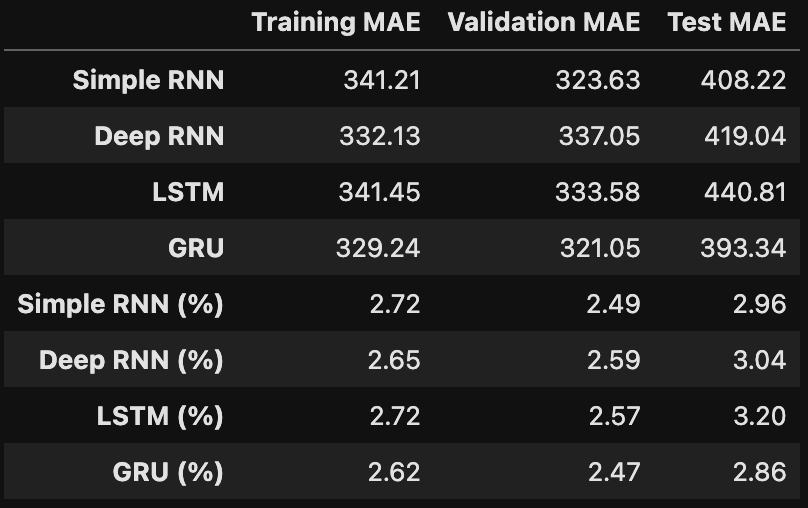 Training MAE Validation MAE Test MAE
Simple RNN 341.21 323.63 408.22
Deep RNN 332.13 337.05 419.04
LSTM 341.45 333.58 440.81
GRU 329.24 321.05 393.34
Simple RNN (%) 2.72 2.49 2.96
Deep RNN (%) 2.65 2.59 3.04
LSTM (%) 2.72 2.57 3.20
GRU (%) 2.62 2.47 2.86